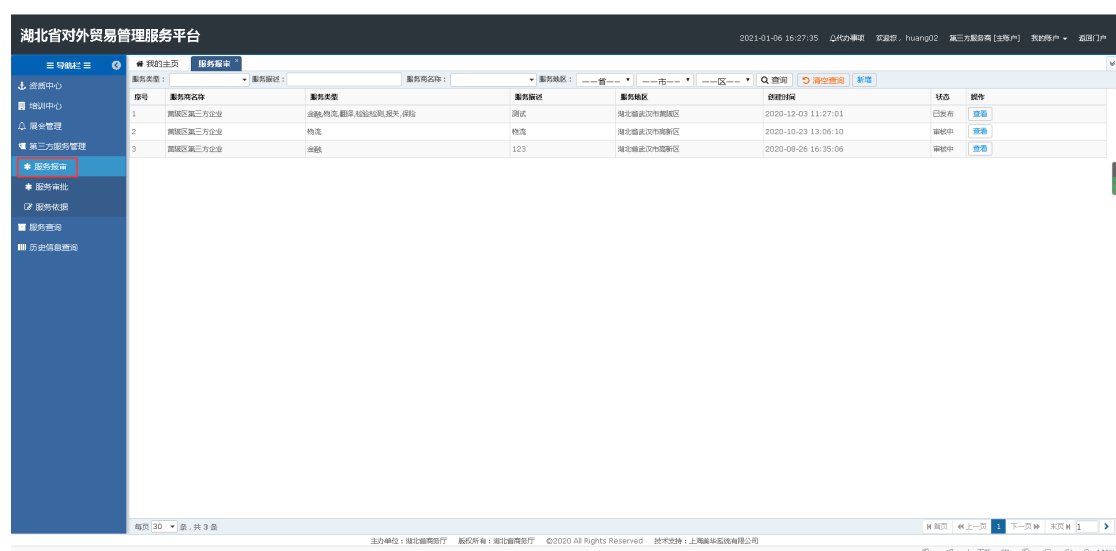 湖北省对外贸易管理服务平台
2021-01-06 16:27:35 代办事项 欢迎您，huang02 第三方服务商 [主账户] 我的账户 返回门户
三 导航栏 三
我的主页 服务报审
服务类型： 服务描述： 服务商名称： 服务地区： ——省—— ——市—— ——区—— 查询 清空查询 新增
资质中心
培训中心
展会管理
第三方服务管理
服务报审
服务审批
服务依据
服务查询
历史信息查询
序号 服务商名称 服务类型 服务描述 服务地区 创建时间 状态 操作
1 黄陂区第三方企业 金融,物流,翻译,检验检测,报关,保险 测试 湖北省武汉市黄陂区 2020-12-03 11:27:01 已发布 查看
2 黄陂区第三方企业 物流 物流 湖北省武汉市高新区 2020-10-23 13:06:10 审核中 查看
3 黄陂区第三方企业 金融 123 湖北省武汉市高新区 2020-08-26 16:35:06 审核中 查看
每页 30 条，共 3 条
首页 上一页 1 下一页 末页 1
主办单位：湖北省商务厅 版权所有：湖北省商务厅 ©2020 All Rights Reserved 技术支持：上海美华系统有限公司